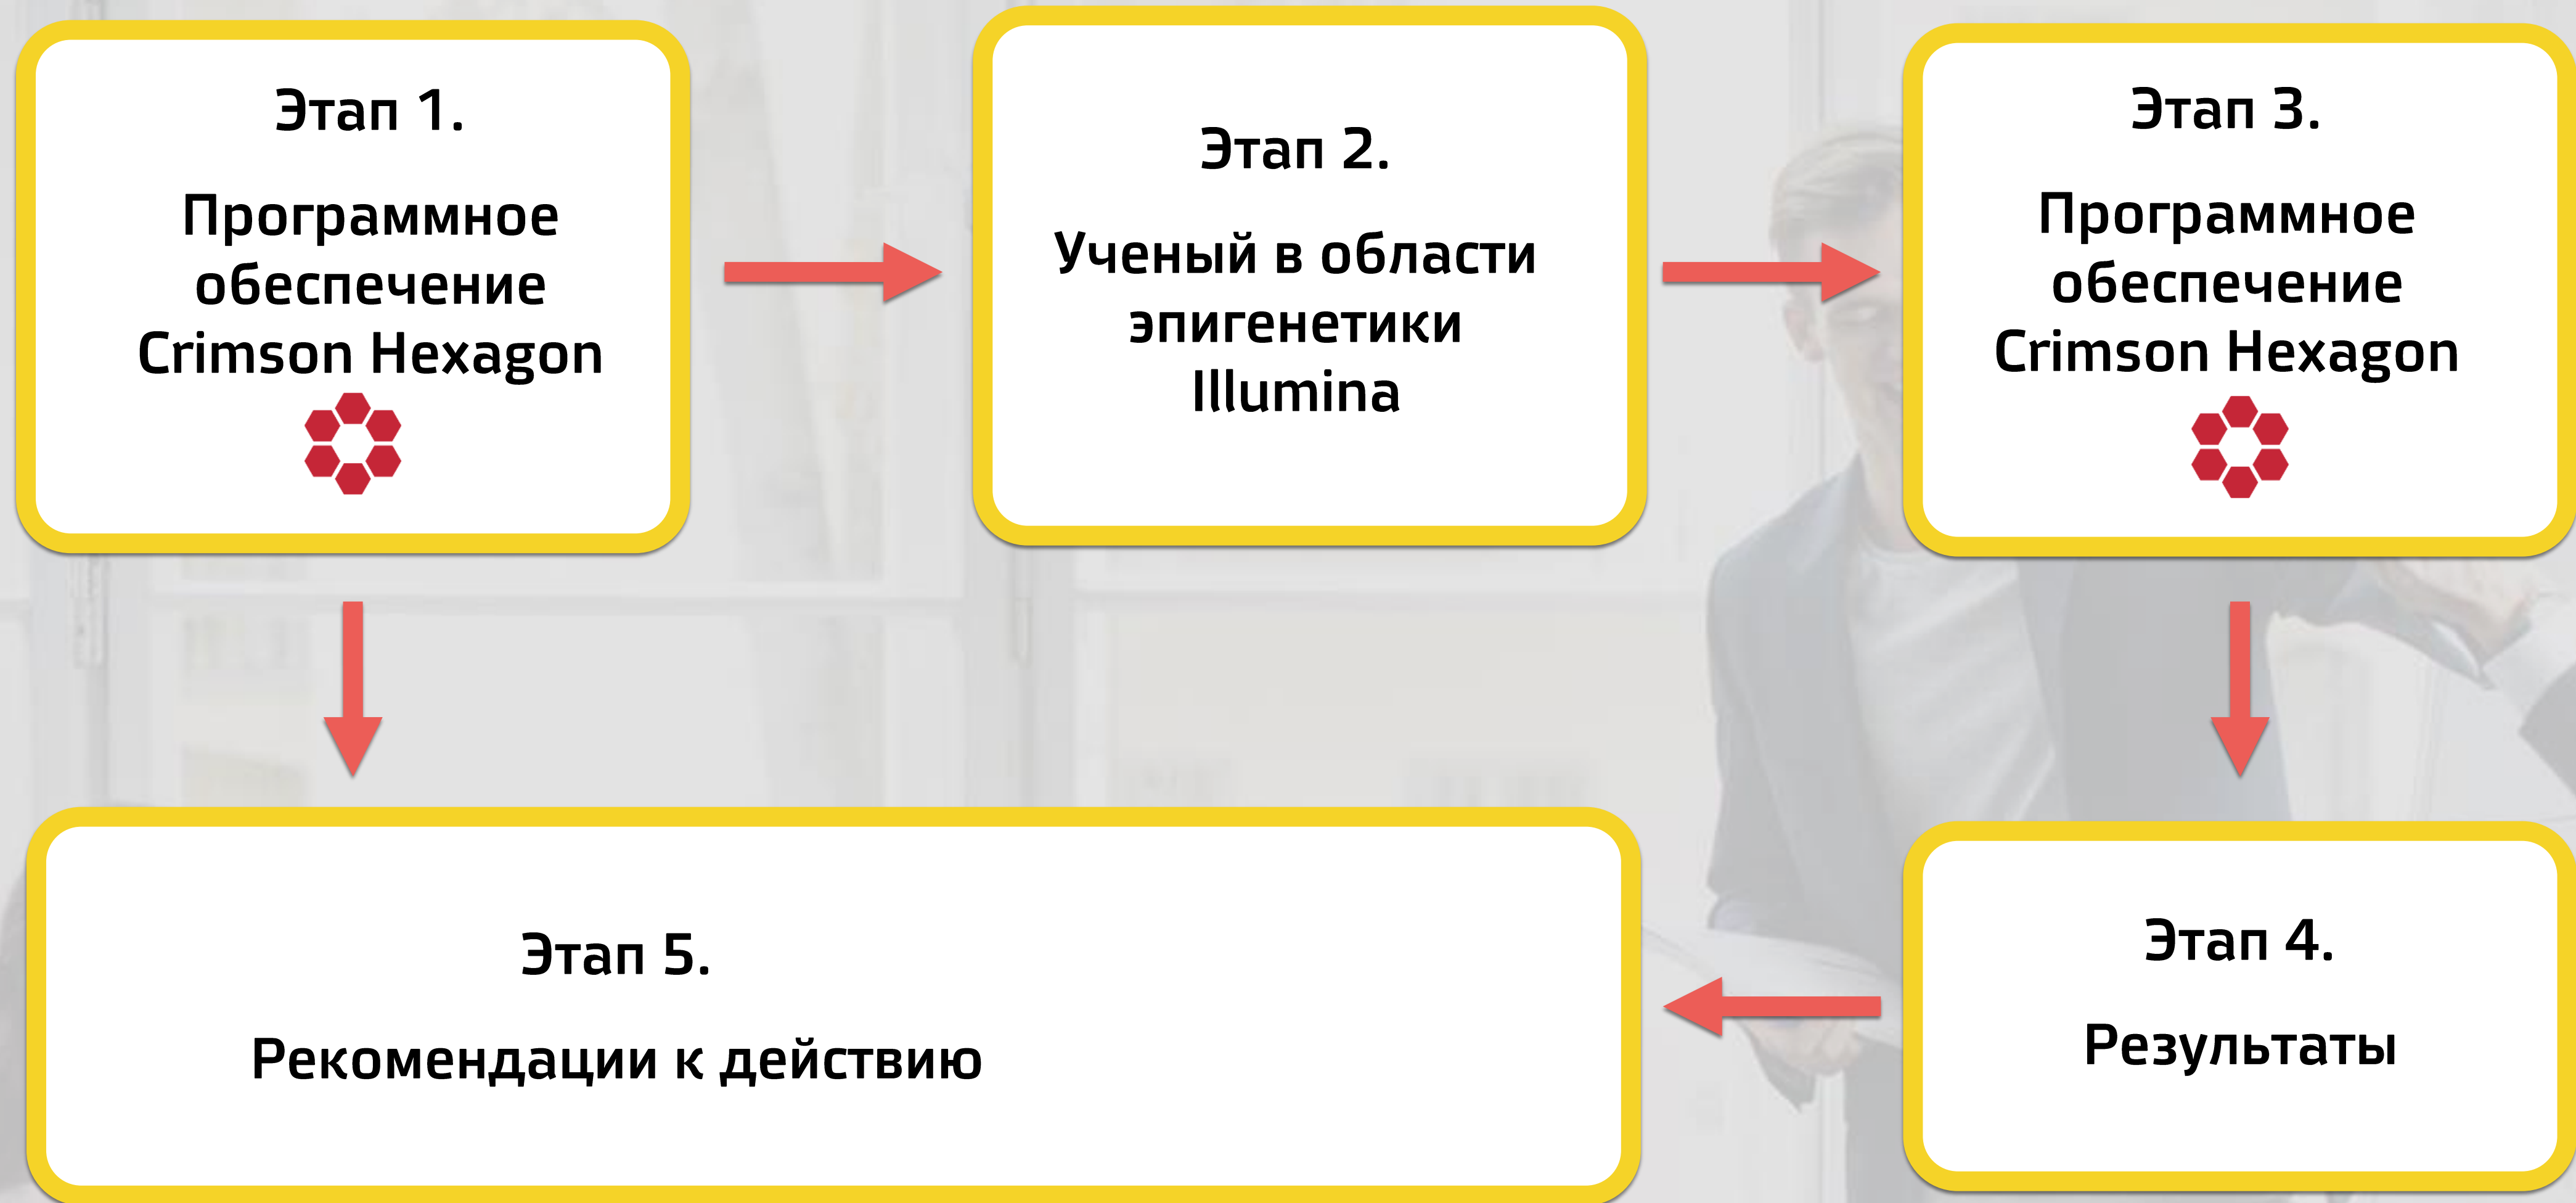 Этап 1.
Программное
обеспечение
Crimson Hexagon
Этап 2.
Ученый в области
эпигенетики
Illumina
Этап 3.
Программное
обеспечение
Crimson Hexagon
Этап 4.
Результаты
Этап 5.
Рекомендации к действию